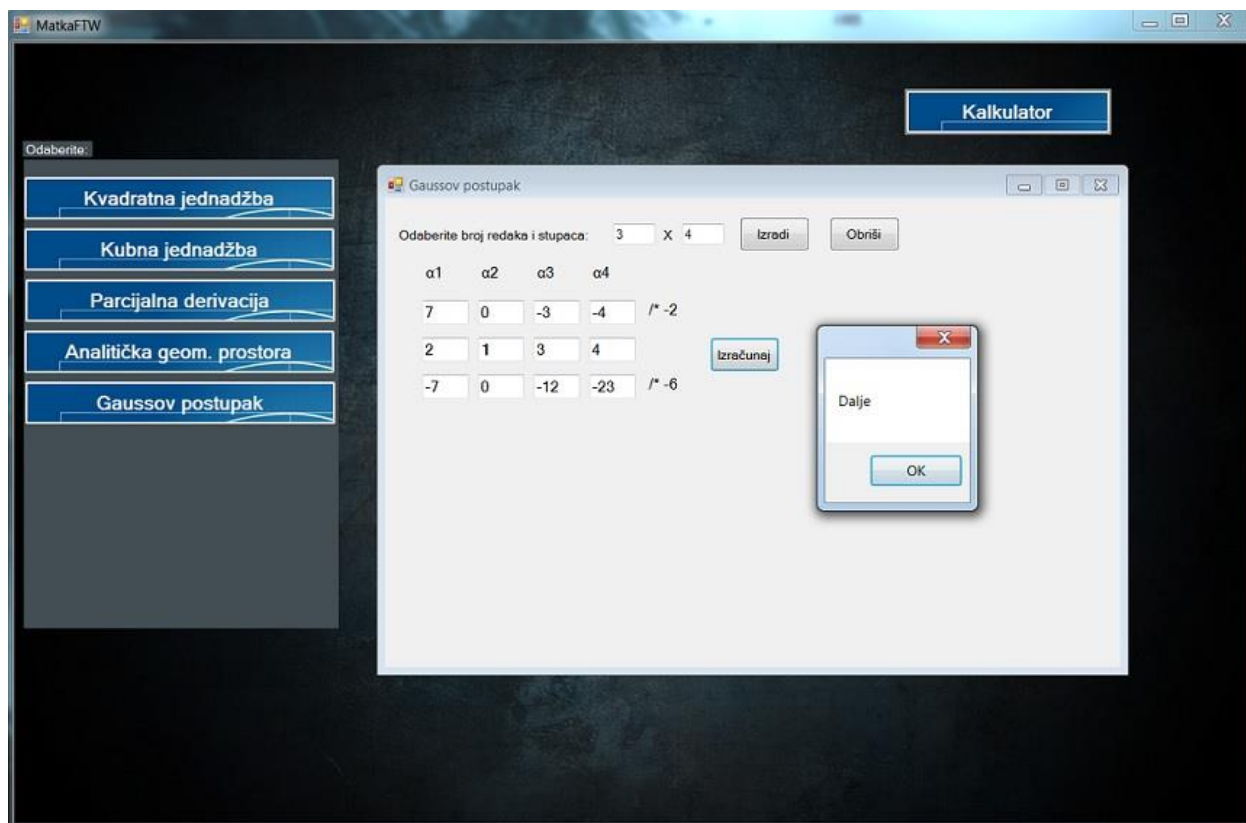 MatkaFTW
Kalkulator
Odaberite:
Kvadratna jednadžba
Kubna jednadžba
Parcijalna derivacija
Analitička geom. prostora
Gaussov postupak
Gaussov postupak
Odaberite broj redaka i stupaca: 3 X 4 Izradi Obriši
α1 α2 α3 α4
7 0 -3 -4 /* -2
2 1 3 4
-7 0 -12 -23 /* -6
Izračunaj
Dalje
OK